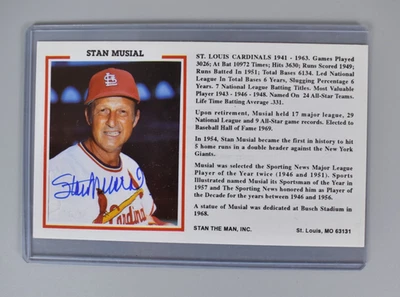 STAN MUSIAL
Stan Musial
Cardinals
ST. LOUIS CARDINALS 1941 - 1963. Games Played
3026; At Bat 10972 Times; Hits 3630; Runs Scored 1949;
Runs Batted In 1951; Total Bases 6134. Led National
League In Total Bases 6 Years, Slugging Percentage 6
Years. 7 National League Batting Titles. Most Valuable
Player 1943 - 1946 - 1948. Named On 24 All-Star Teams.
Life Time Batting Average .331.
Upon retirement, Musial held 17 major league, 29
National League and 9 All-Star game records. Elected to
Baseball Hall of Fame 1969.
In 1954, Stan Musial became the first in history to hit
5 home runs in a double header against the New York
Giants.
Musial was selected the Sporting News Major League
Player of the Year twice (1946 and 1951). Sports
Illustrated named Musial its Sportsman of the Year in
1957 and The Sporting News honored him as Player of
the Decade for the years between 1946 and 1956.
A statue of Musial was dedicated at Busch Stadium in
1968.
STAN THE MAN, INC. St. Louis, MO 63131